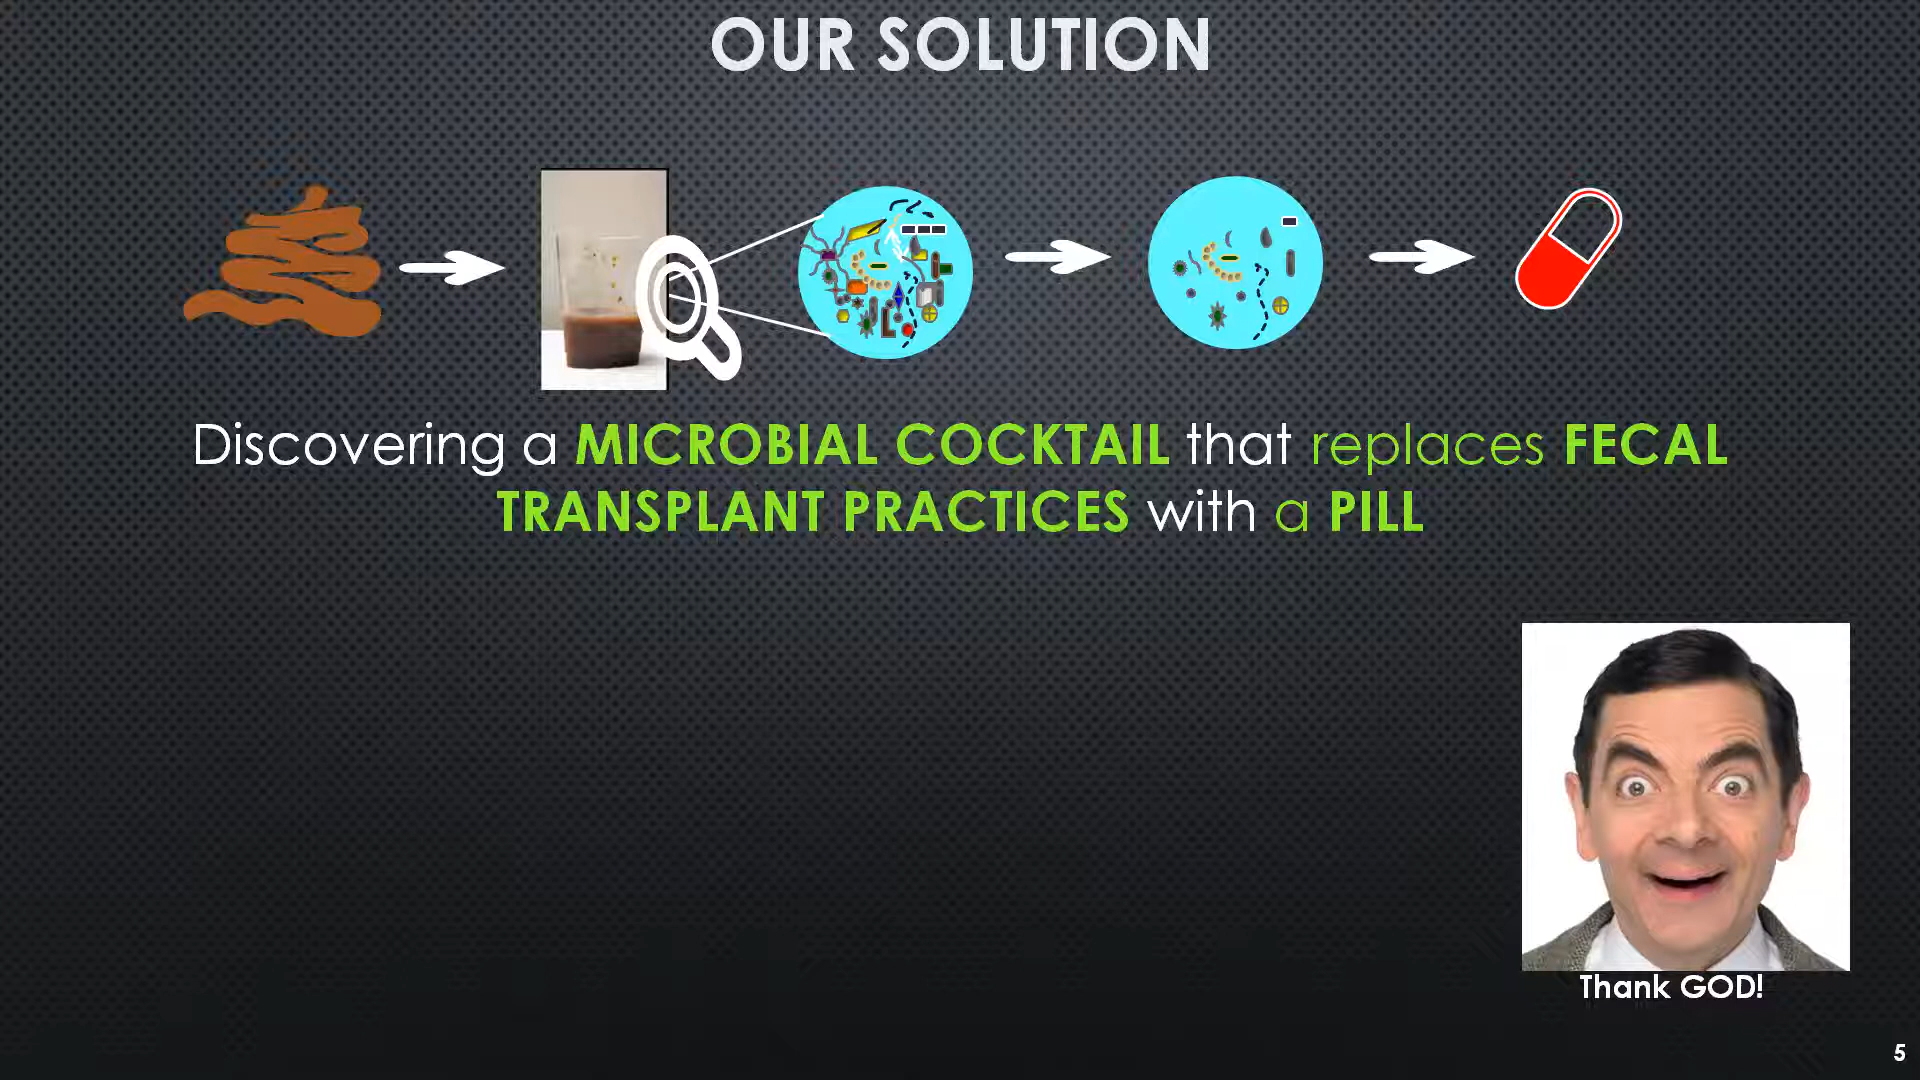 OUR SOLUTION
Discovering a MICROBIAL COCKTAIL that replaces FECAL
TRANSPLANT PRACTICES with a PILL
Thank GOD!
5